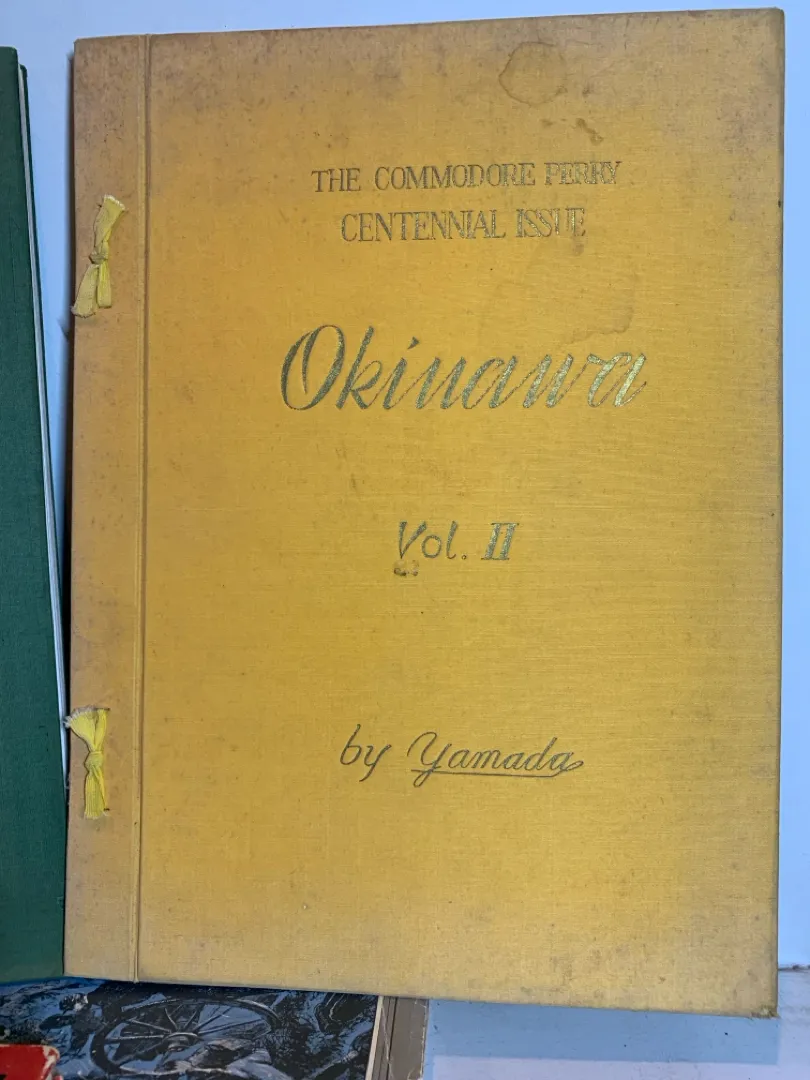 THE COMMODORE PERRY
CENTENNIAL ISSUE
Okinawa
Vol. II
by Yamada